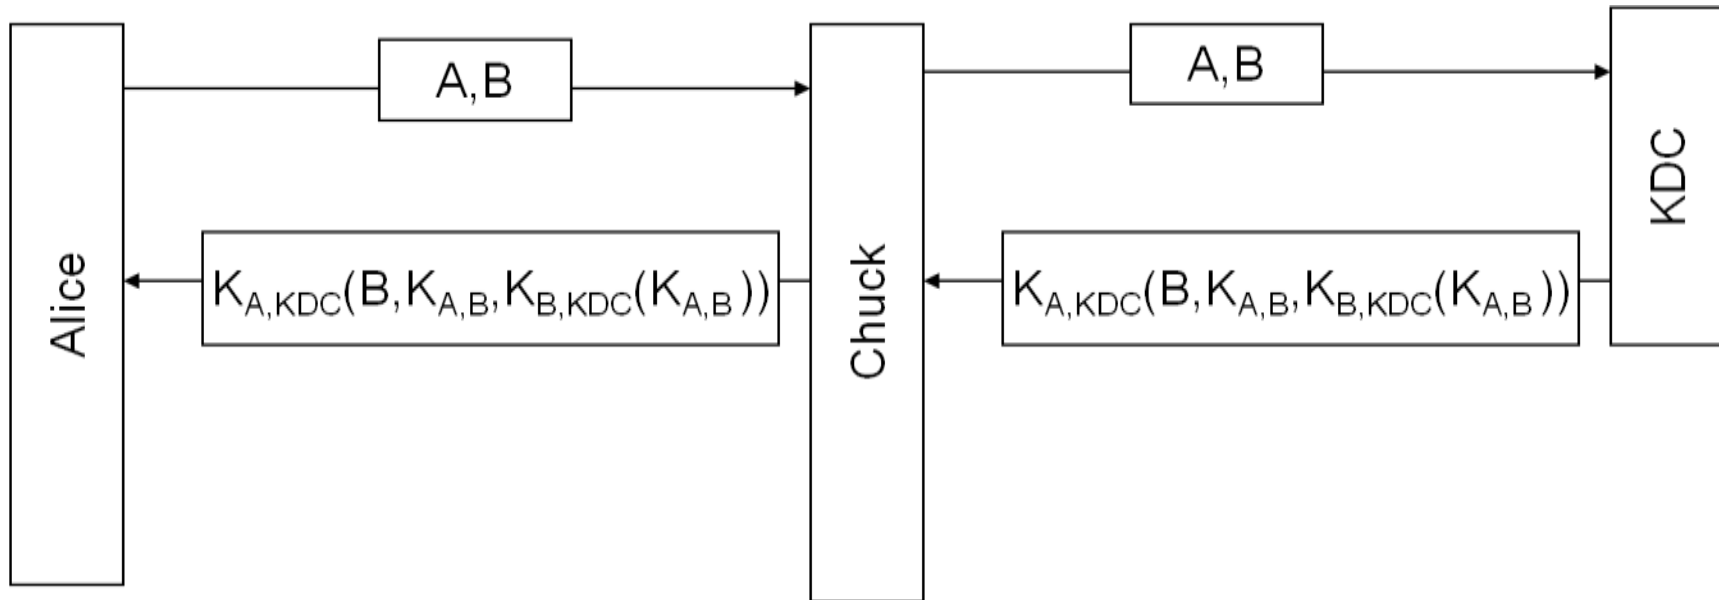 Alice
A,B
Chuck
A,B
KDC
K_{A,KDC}(B,K_{A,B},K_{B,KDC}(K_{A,B}))
K_{A,KDC}(B,K_{A,B},K_{B,KDC}(K_{A,B}))